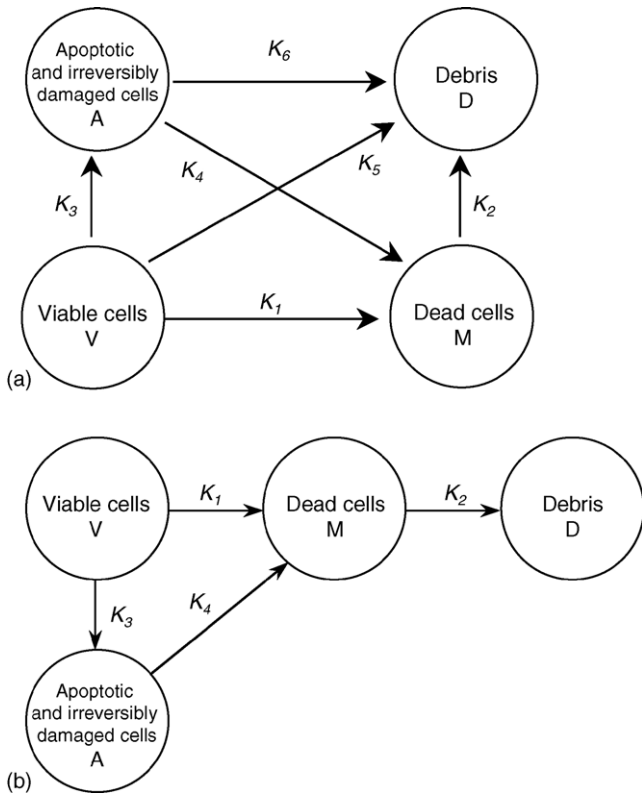 Apoptotic
and irreversibly
damaged cells
A
K6
Debris
D
K3
K4
K5
K2
Viable cells
V
K1
Dead cells
M
(a)
Viable cells
V
K1
Dead cells
M
K2
Debris
D
K3
K4
Apoptotic
and irreversibly
damaged cells
A
(b)